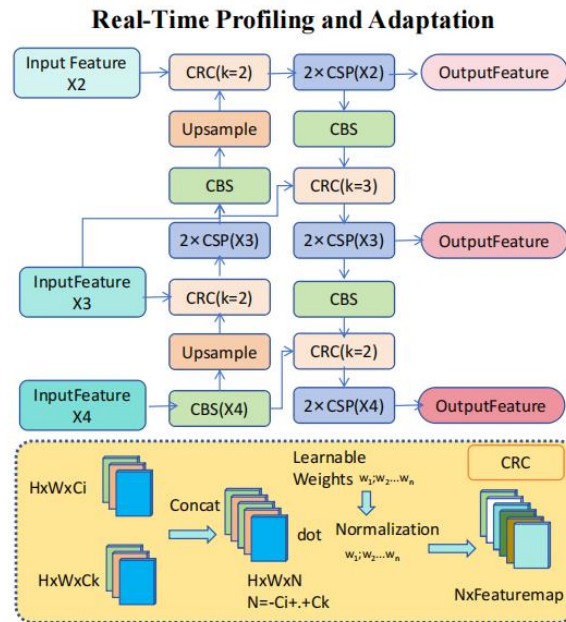 Real-Time Profiling and Adaptation
Input Feature
X2
CRC(k=2)
2×CSP(X2)
OutputFeature
Upsample
CBS
CBS
CRC(k=3)
2×CSP(X3)
2×CSP(X3)
OutputFeature
InputFeature
X3
CRC(k=2)
CBS
Upsample
CRC(k=2)
InputFeature
X4
CBS(X4)
2×CSP(X4)
OutputFeature
HxWxCi
HxWxCk
Concat
HxWxN
N=-Ci+.+Ck
dot
Learnable
Weights w₁;w₂...wₙ
Normalization
w₁;w₂...wₙ
CRC
NxFeaturemap